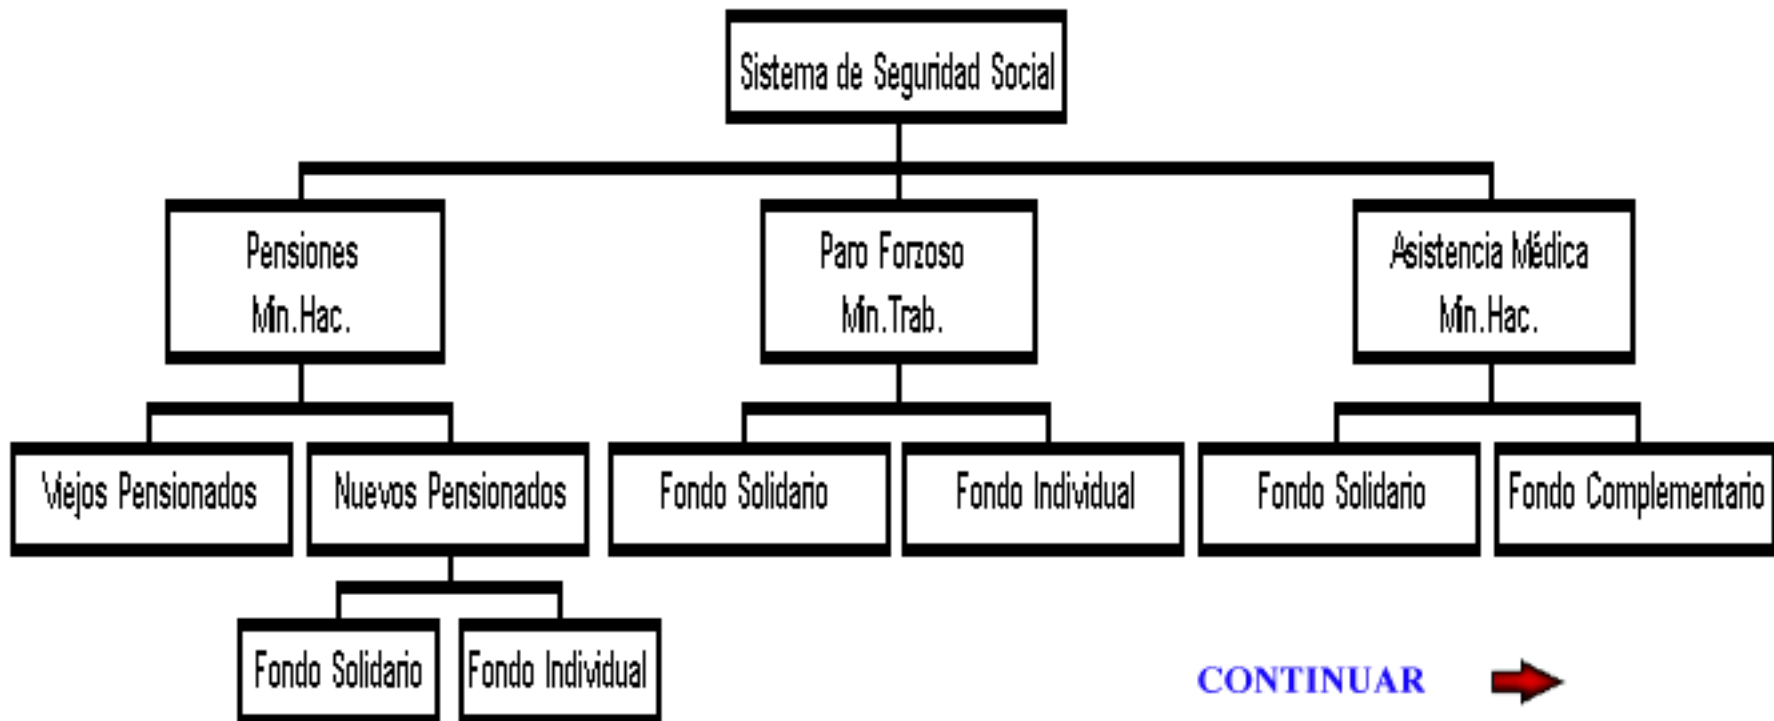 Sistema de Seguridad Social
Pensiones
Min.Hac.
Paro Forzoso
Min.Trab.
Asistencia Médica
Min.Hac.
Viejos Pensionados
Nuevos Pensionados
Fondo Solidario
Fondo Individual
Fondo Solidario
Fondo Complementario
Fondo Solidario
Fondo Individual
CONTINUAR